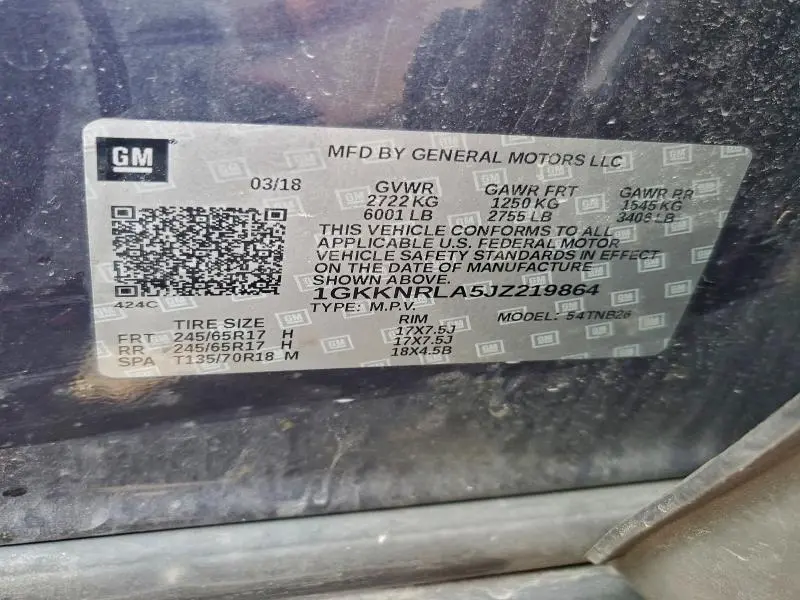 GM
MFD BY GENERAL MOTORS LLC
03/18 GVWR GAWR FRT GAWR RR
2722 KG 1250 KG 1545 KG
6001 LB 2755 LB 3406 LB
THIS VEHICLE CONFORMS TO ALL
APPLICABLE U.S. FEDERAL MOTOR
VEHICLE SAFETY STANDARDS IN EFFECT
ON THE DATE OF MANUFACTURE
SHOWN ABOVE.
424C 1GKKNRLA5JZ219864
TYPE: M.P.V. MODEL: 54TNB26
TIRE SIZE RIM
FRT 245/65R17 H 17X7.5J
RR 245/65R17 H 17X7.5J
SPA T135/70R18 M 18X4.5B